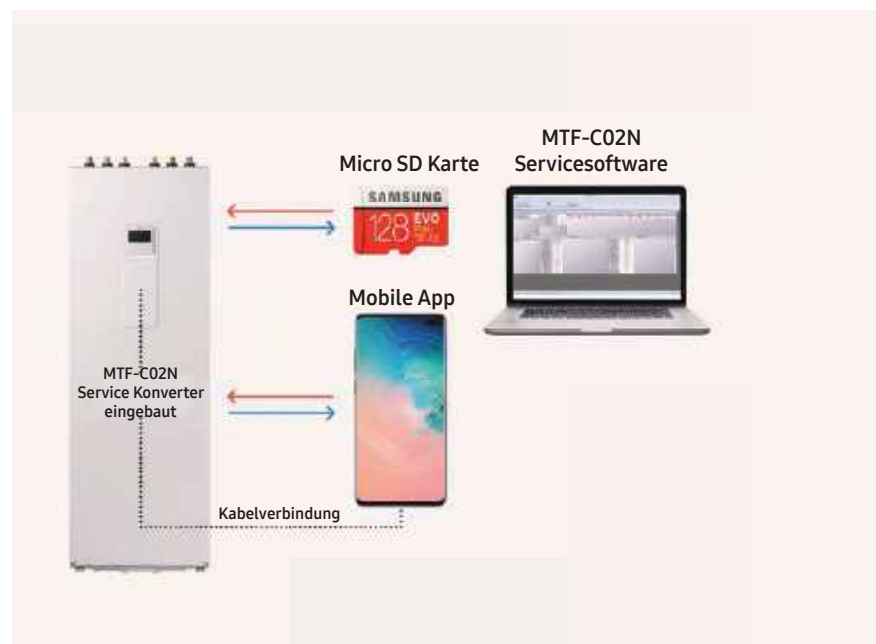 MTF-C02N
Servicesoftware
Micro SD Karte
SAMSUNG
128 EVO
Mobile App
MTF-C02N
Service Konverter
eingebaut
Kabelverbindung